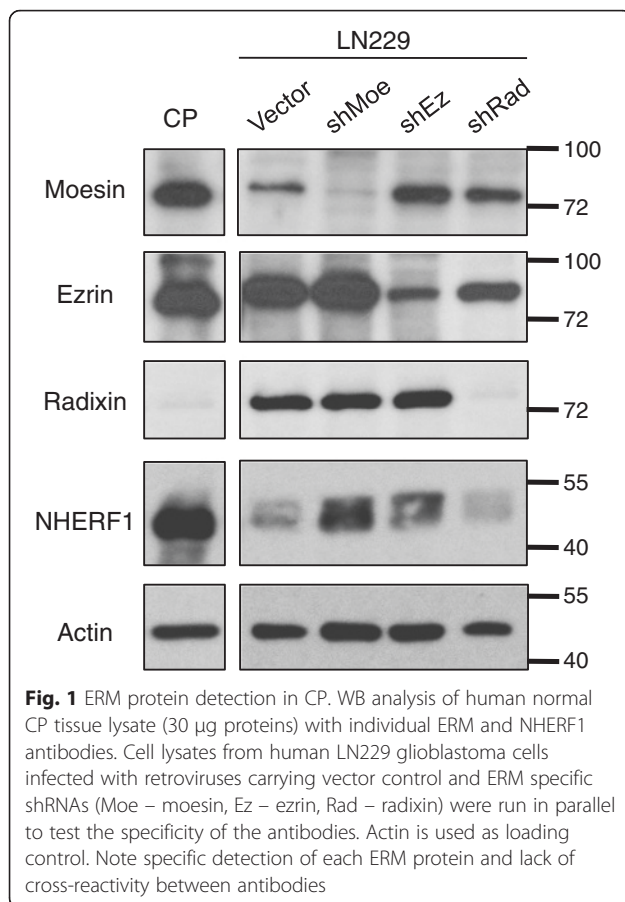 LN229
CP Vector shMoe shEz shRad
100
Moesin
72
100
Ezrin
72
Radixin
72
55
NHERF1
40
55
Actin
40
Fig. 1 ERM protein detection in CP. WB analysis of human normal
CP tissue lysate (30 μg proteins) with individual ERM and NHERF1
antibodies. Cell lysates from human LN229 glioblastoma cells
infected with retroviruses carrying vector control and ERM specific
shRNAs (Moe – moesin, Ez – ezrin, Rad – radixin) were run in parallel
to test the specificity of the antibodies. Actin is used as loading
control. Note specific detection of each ERM protein and lack of
cross-reactivity between antibodies